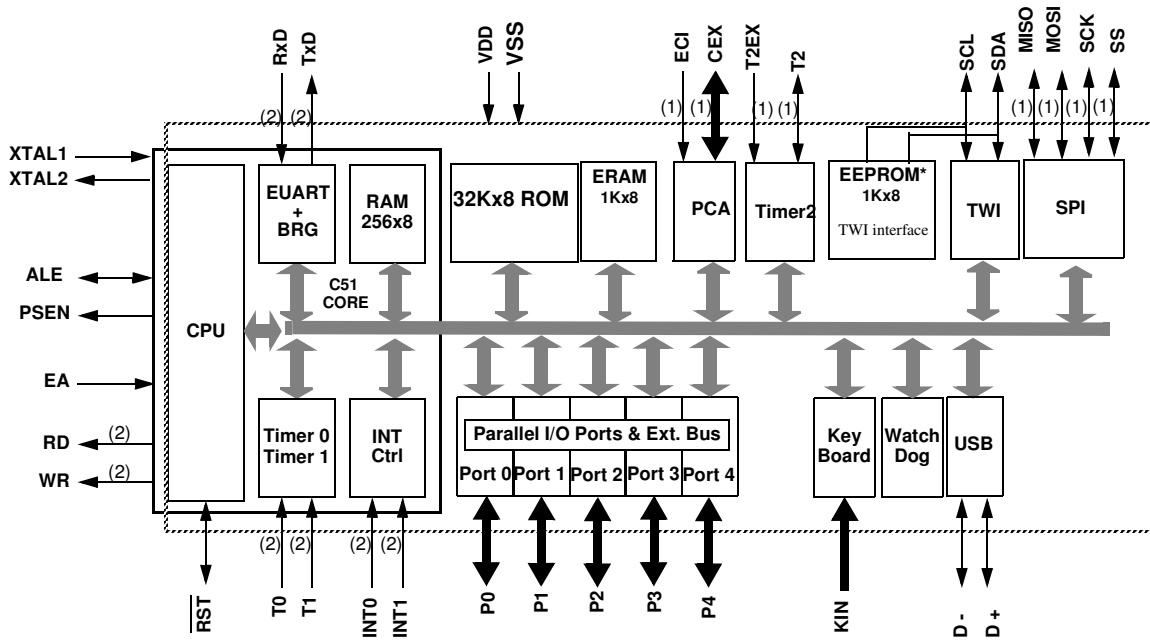 RxD
TxD
VDD
VSS
ECI
CEX
T2EX
T2
SCL
SDA
MISO
MOSI
SCK
SS
(2) (2)
(1) (1) (1) (1)
(1) (1) (1) (1)
XTAL1
XTAL2
ALE
PSEN
EA
RD (2)
WR (2)
CPU
EUART
+
BRG
RAM
256x8
C51
CORE
32Kx8 ROM
ERAM
1Kx8
PCA
Timer2
EEPROM*
1Kx8
TWI interface
TWI
SPI
Timer 0
Timer 1
INT
Ctrl
Parallel I/O Ports & Ext. Bus
Port 0 Port 1 Port 2 Port 3 Port 4
Key
Board
Watch
Dog
USB
(2) (2) (2) (2)
RST
T0
T1
INT0
INT1
P0
P1
P2
P3
P4
KIN
D -
D +